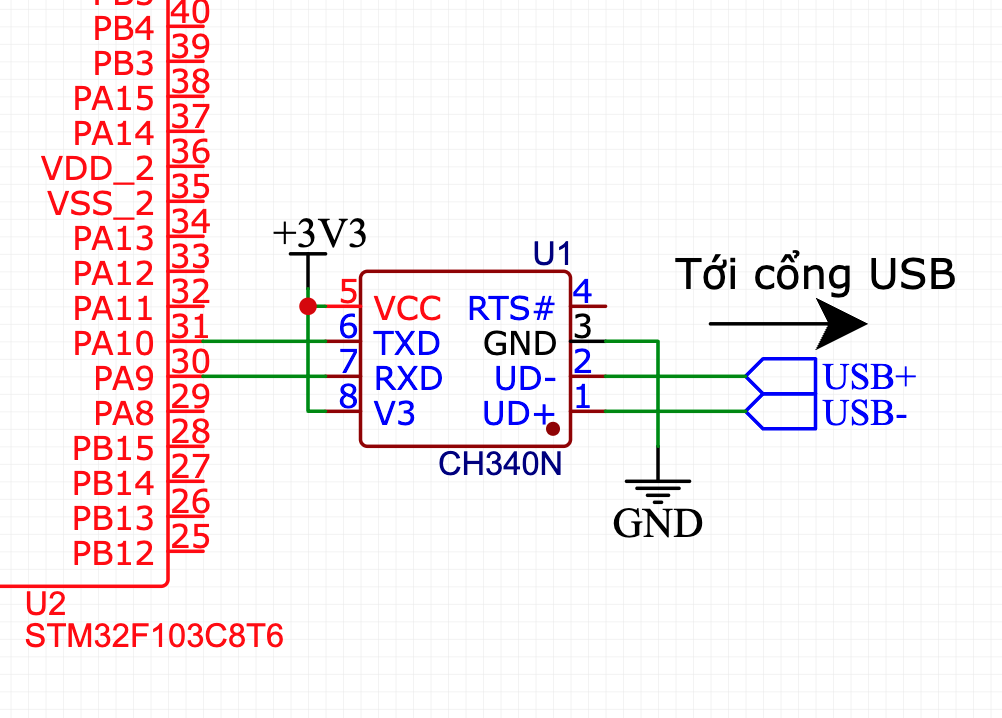 40
PB4
39
PB3
38
PA15
37
PA14
36
VDD_2
35
VSS_2
34
PA13
33
PA12
32
PA11
31
PA10
30
PA9
29
PA8
28
PB15
27
PB14
26
PB13
25
PB12
U2
STM32F103C8T6
+3V3
U1
5 VCC RTS# 4
6 TXD GND 3
7 RXD UD- 2
8 V3 UD+ 1
CH340N
GND
Tới cổng USB
USB+
USB-